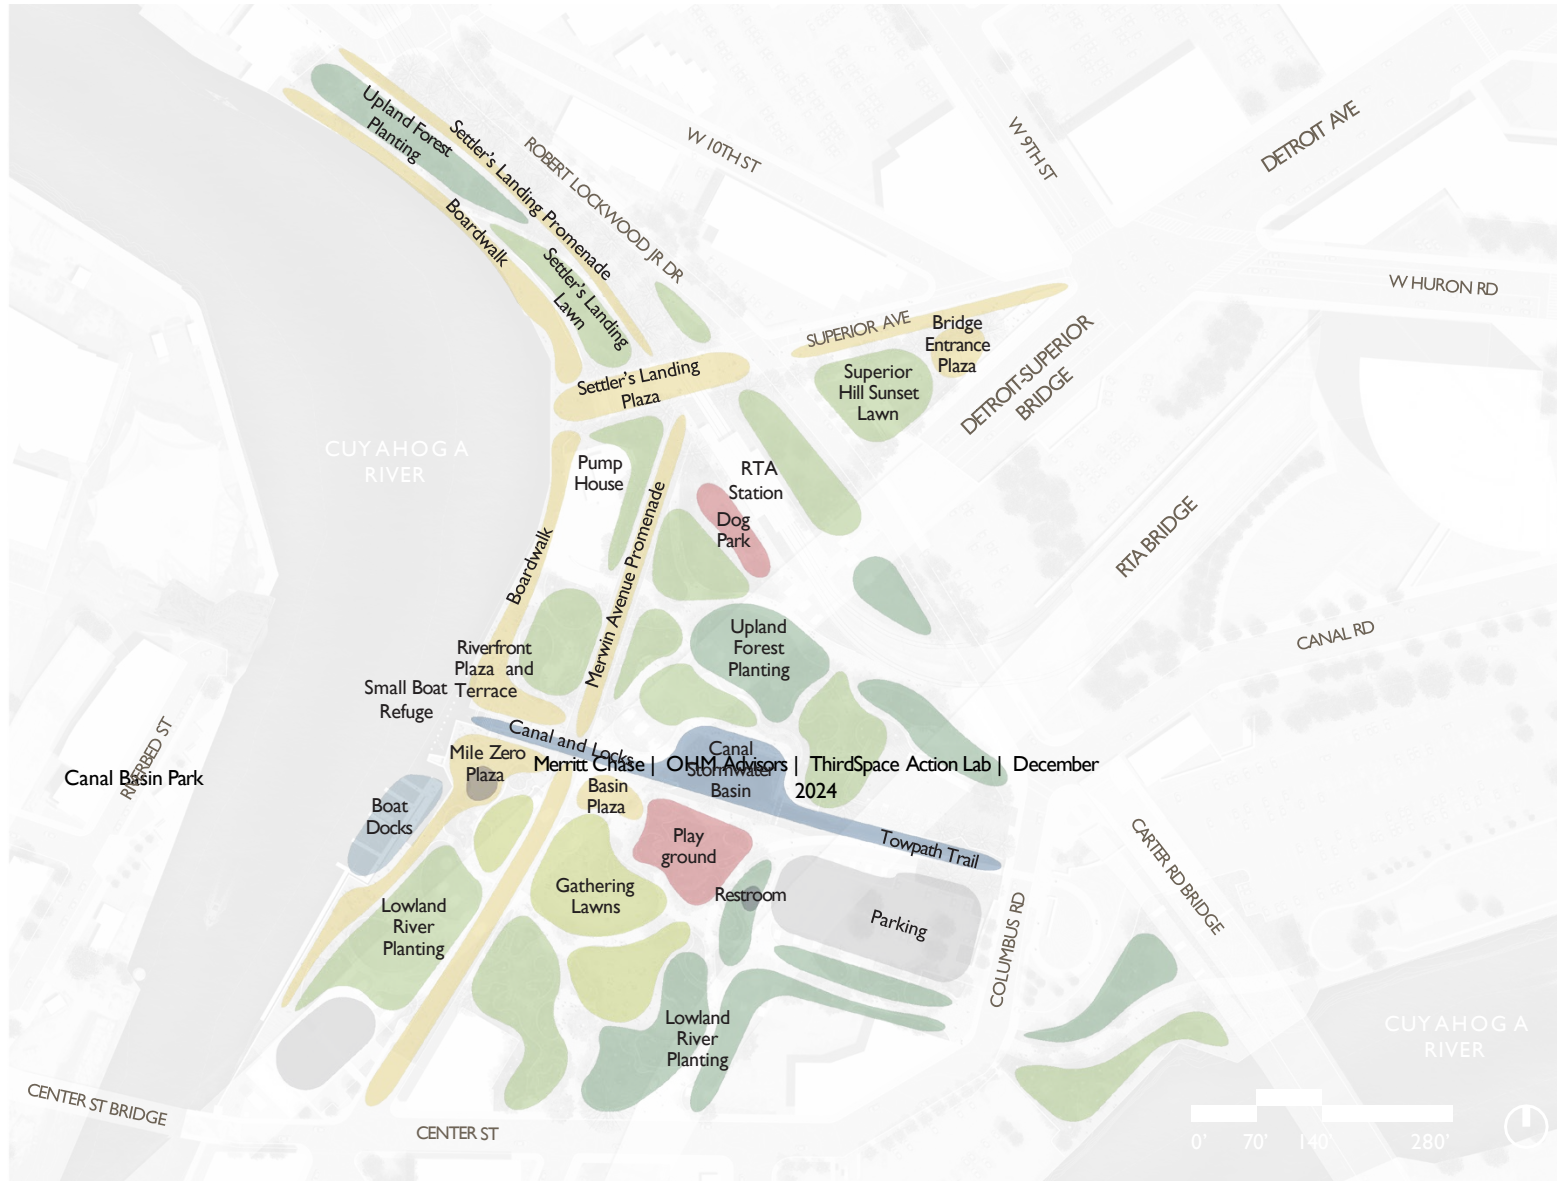 Upland Forest
Planting
Settler's Landing Promenade
ROBERT LOCKWOOD JR DR
W 10TH ST
W 9TH ST
DETROIT AVE
Boardwalk
Settler's Landing
Lawn
W HURON RD
SUPERIOR AVE
Bridge
Entrance
Plaza
DETROIT-SUPERIOR
BRIDGE
Settler's Landing
Plaza
Superior
Hill Sunset
Lawn
CUYAHOGA
RIVER
Pump
House
RTA
Station
Dog
Park
RTA BRIDGE
Boardwalk
Merwin Avenue Promenade
Upland
Forest
Planting
CANAL RD
Riverfront
Plaza and
Terrace
Small Boat
Refuge
RIVERBED ST
Canal Basin Park
Canal and Locks
Mile Zero
Plaza
Canal
Stormwater
Basin
Merritt Chase | OHM Advisors | ThirdSpace Action Lab | December
2024
Basin
Plaza
Boat
Docks
Play
ground
Towpath Trail
CARTER RD BRIDGE
Gathering
Lawns
Restroom
Parking
Lowland
River
Planting
COLUMBUS RD
Lowland
River
Planting
CUYAHOGA
RIVER
CENTER ST BRIDGE
CENTER ST
0' 70' 140' 280'